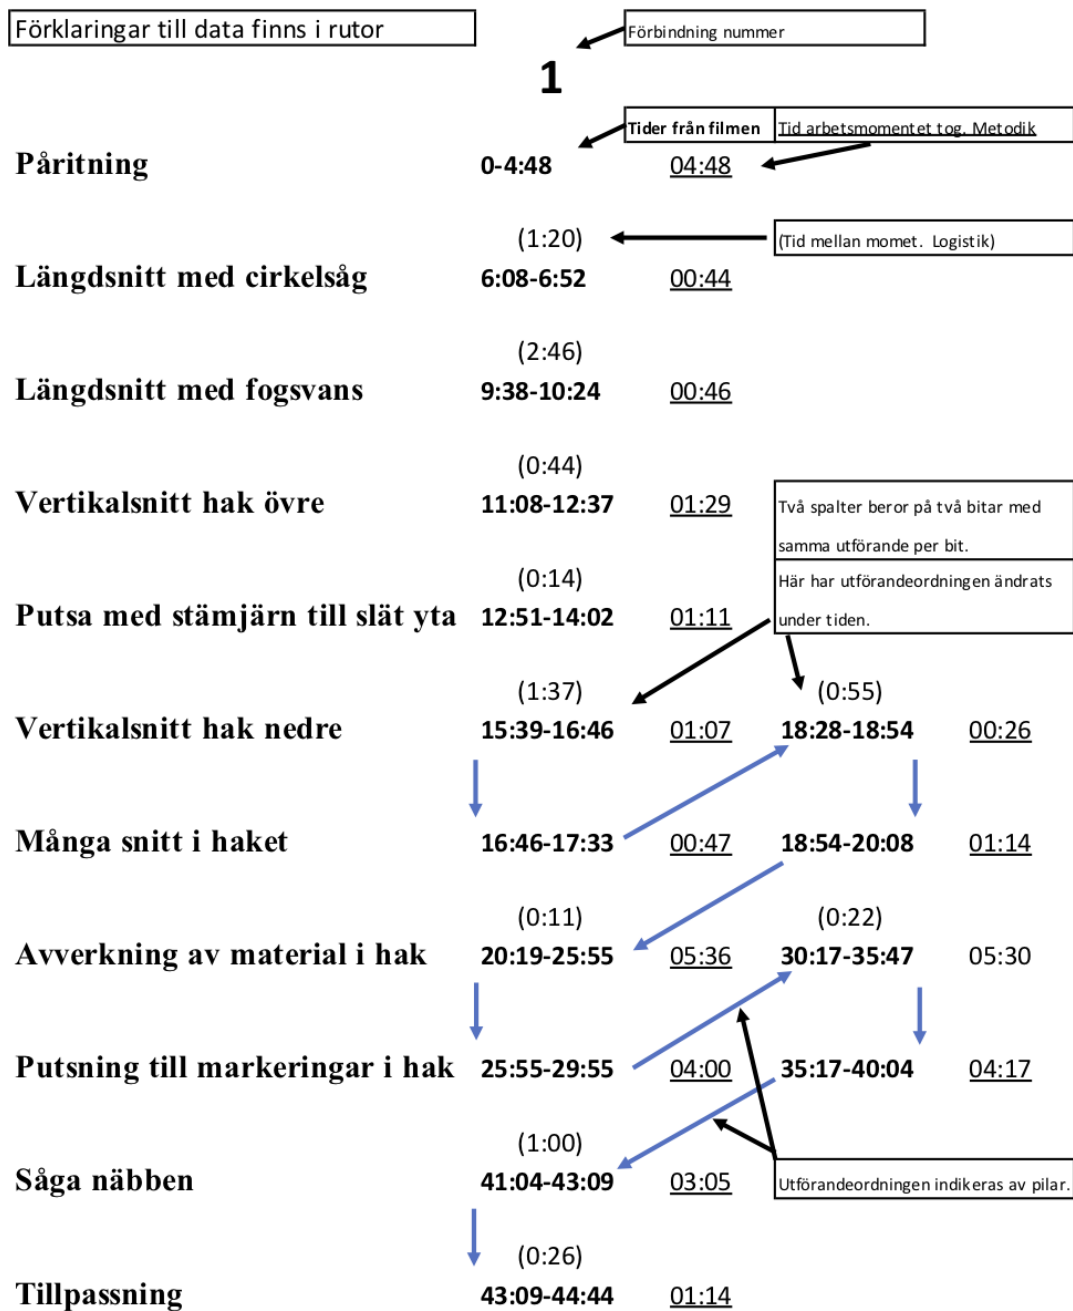 Förklaringar till data finns i rutor
Förbindning nummer
1
Tider från filmen Tid arbetsmomentet tog. Metodik
Påritning 0-4:48 04:48
(1:20) (Tid mellan momet. Logistik)
Längdsnitt med cirkelsåg 6:08-6:52 00:44
(2:46)
Längdsnitt med fogsvans 9:38-10:24 00:46
(0:44)
Vertikalsnitt hak övre 11:08-12:37 01:29
Två spalter beror på två bitar med
samma utförande per bit.
(0:14)
Här har utförandeordningen ändrats
under tiden.
Putsa med stämjärn till slät yta 12:51-14:02 01:11
(1:37) (0:55)
Vertikalsnitt hak nedre 15:39-16:46 01:07 18:28-18:54 00:26
Många snitt i haket 16:46-17:33 00:47 18:54-20:08 01:14
(0:11) (0:22)
Avverkning av material i hak 20:19-25:55 05:36 30:17-35:47 05:30
Putsning till markeringar i hak 25:55-29:55 04:00 35:17-40:04 04:17
(1:00)
Såga näbben 41:04-43:09 03:05 Utförandeordningen indikeras av pilar.
(0:26)
Tillpassning 43:09-44:44 01:14